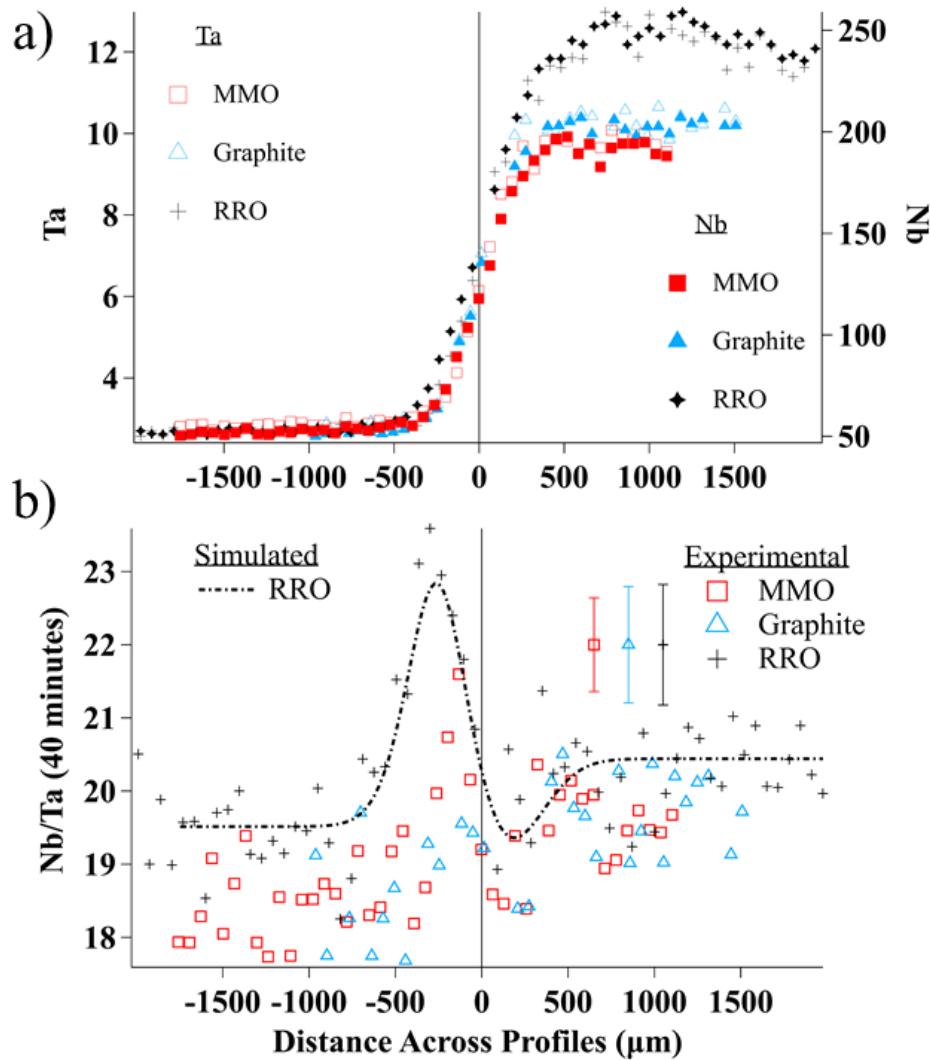 a)
Ta
MMO
Graphite
RRO
Nb
MMO
Graphite
RRO
Ta
12
10
8
6
4
Nb
250
200
150
100
50
-1500 -1000 -500 0 500 1000 1500
b)
Simulated
RRO
Experimental
MMO
Graphite
RRO
Nb/Ta (40 minutes)
23
22
21
20
19
18
-1500 -1000 -500 0 500 1000 1500
Distance Across Profiles (μm)